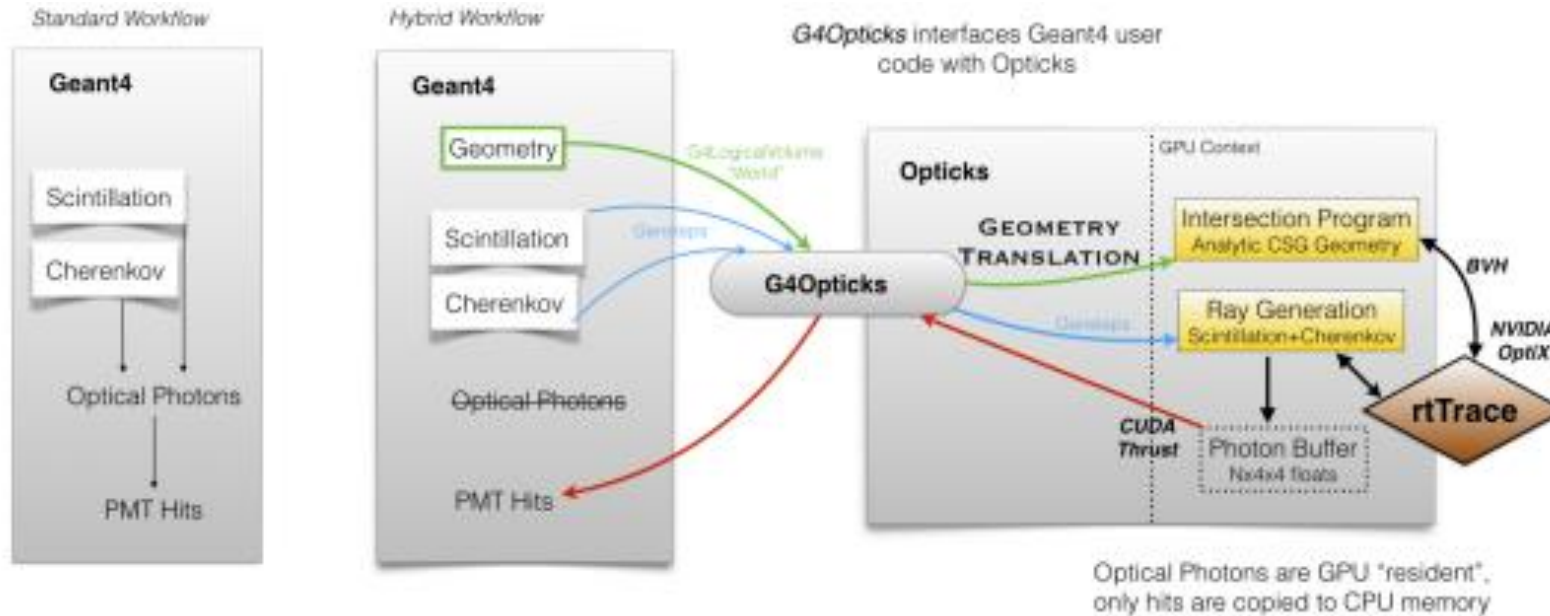 Standard Workflow
Geant4
Scintillation
Cherenkov
Optical Photons
PMT Hits
Hybrid Workflow
Geant4
Geometry
Scintillation
Cherenkov
Optical Photons
PMT Hits
G4LogicalVolume
"World"
Gensteps
G4Opticks interfaces Geant4 user
code with Opticks
G4Opticks
Opticks
GPU Context
GEOMETRY
TRANSLATION
Gensteps
Intersection Program
Analytic CSG Geometry
Ray Generation
Scintillation+Cherenkov
BVH
NVIDIA
OptiX
rtTrace
CUDA
Thrust
Photon Buffer
Nx4x4 floats
Optical Photons are GPU "resident",
only hits are copied to CPU memory